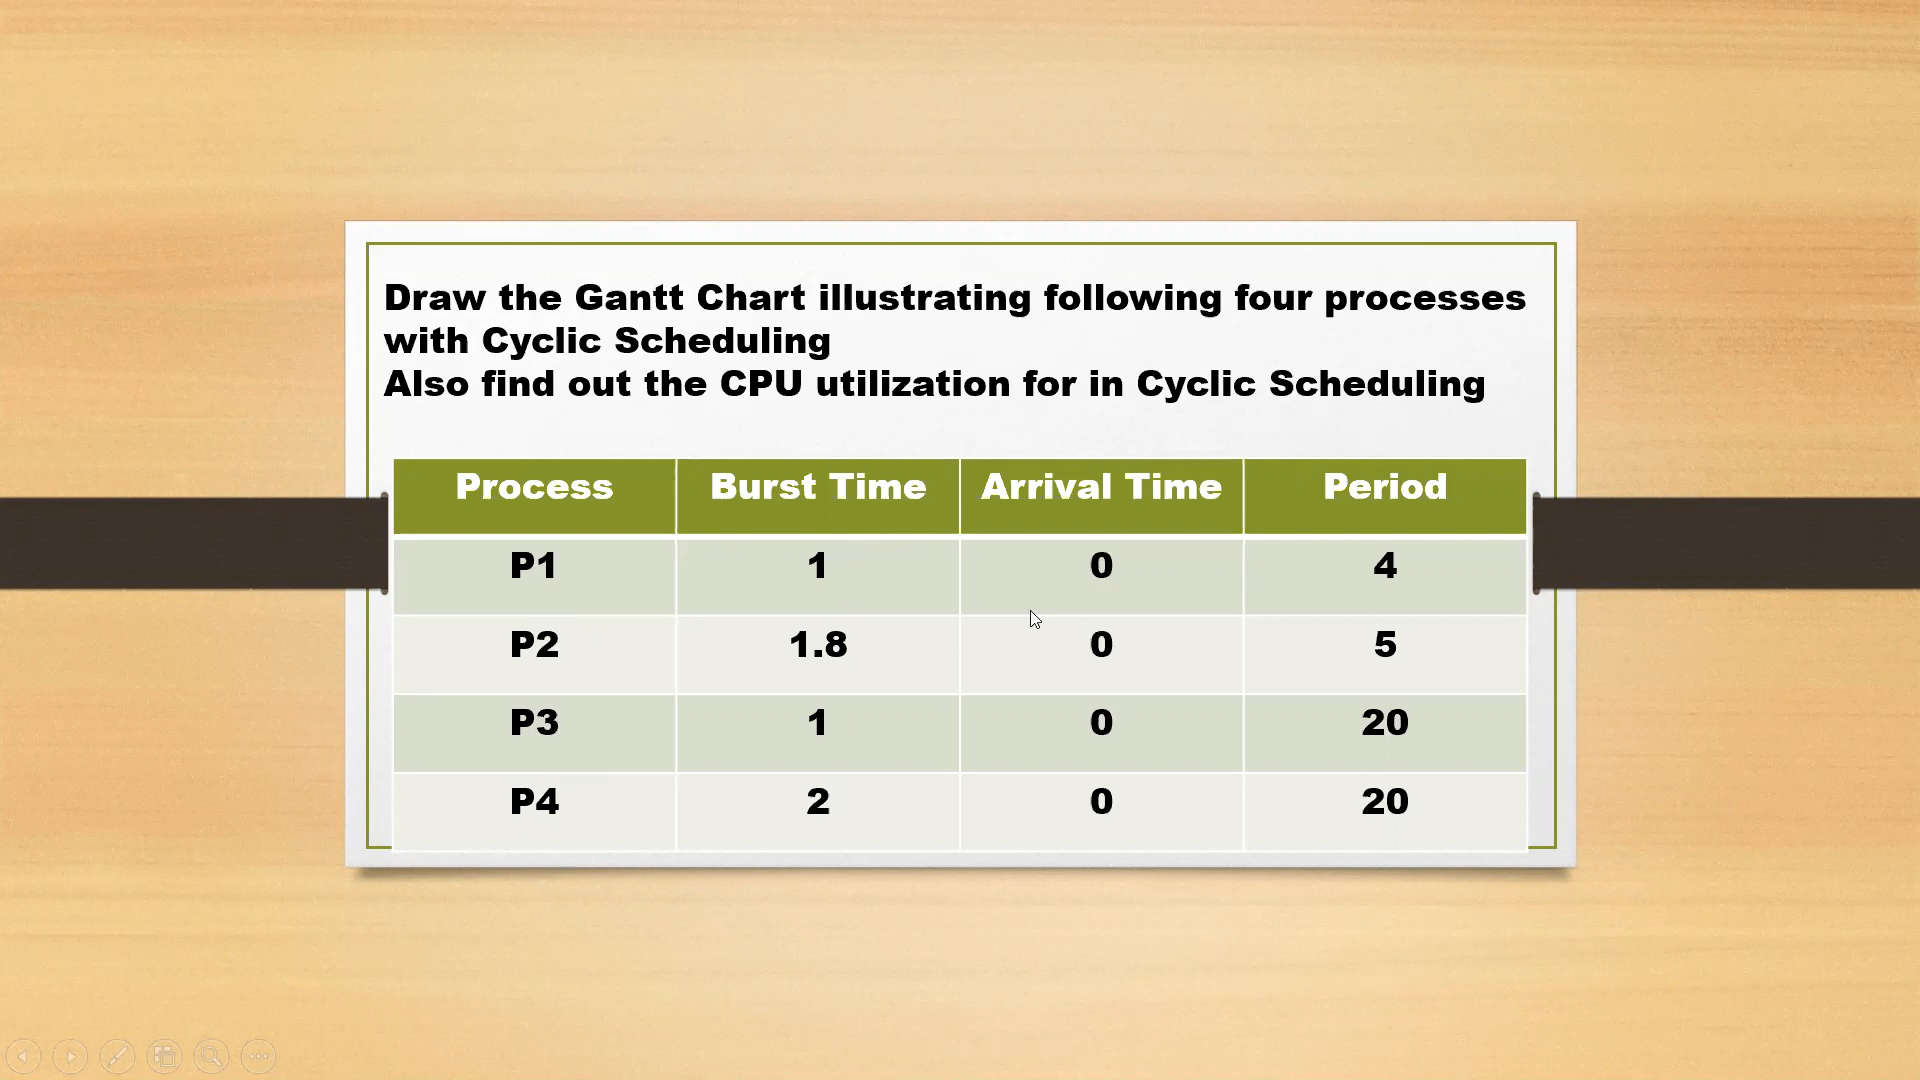 Draw the Gantt Chart illustrating following four processes
with Cyclic Scheduling
Also find out the CPU utilization for in Cyclic Scheduling
Process Burst Time Arrival Time Period
P1 1 0 4
P2 1.8 0 5
P3 1 0 20
P4 2 0 20